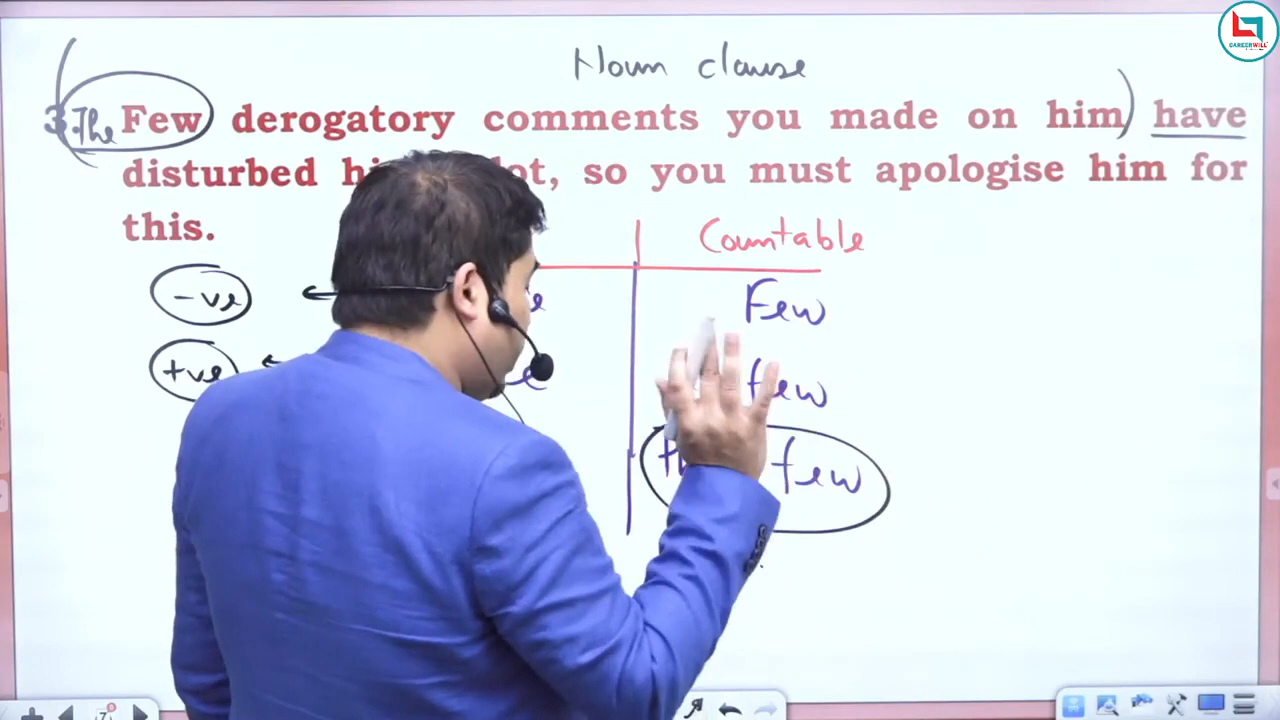 CAREERWILL
Noun clause
3. The Few derogatory comments you made on him have
disturbed lot, so you must apologise him for
this.
Countable
-ve Few
+ve few
few